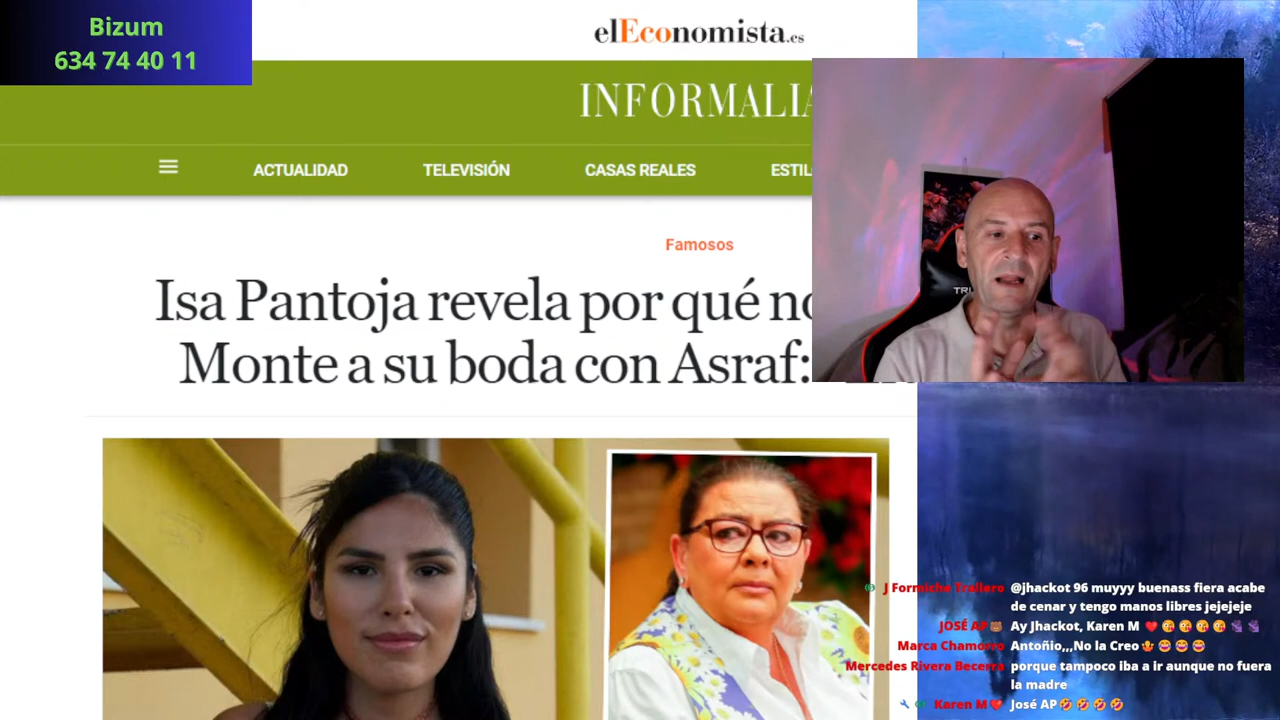 Bizum
634 74 40 11
elEconomista.es
INFORMALIA
ACTUALIDAD
TELEVISIÓN
CASAS REALES
ESTIL
Famosos
Isa Pantoja revela por qué no
Monte a su boda con Asraf:
J Formiche Trallero @jhackot 96 muyyy buenass fiera acabe
de cenar y tengo manos libres jejejeje
JOSÉ AP🐻 Ay Jhackot, Karen M ❤️ 😘 😘 😘 😘
Marca Chamorro Antoñio,,,No la Creo
Mercedes Rivera Becerra porque tampoco iba a ir aunque no fuera
la madre
Karen M❤️ José AP🤣 🤣 🤣 🤣